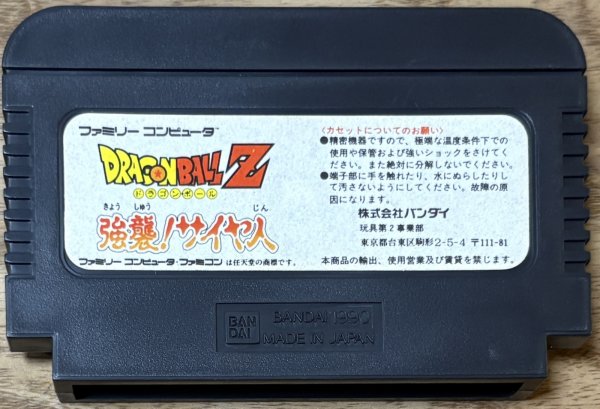 ファミリー コンピュータ™
DRAGON BALL Z
ドラゴンボール
きょう しゅう じん
強襲!サイヤ人
ファミリー コンピュータ・ファミコン は任天堂の商標です。
〈カセットについてのお願い〉
●精密機器ですので、極端な温度条件下での
使用や保管および強いショックをさけてく
ださい。また絶対に分解しないでください。
●端子部に手を触れたり、水にぬらしたりし
て汚さないようにしてください。故障の原
因になります。
株式会社バンダイ
玩具第2事業部
東京都台東区駒形2-5-4 〒111-81
本商品の輸出、使用営業及び賃貸を禁じます。
BAN
DAI
BANDAI 1990
MADE IN JAPAN